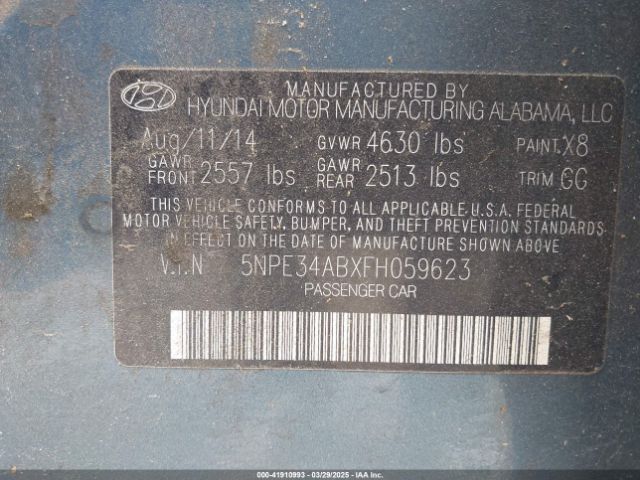 MANUFACTURED BY
HYUNDAI MOTOR MANUFACTURING ALABAMA, LLC
Aug/11/14 GVWR 4630 lbs PAINT X8
GAWR FRONT 2557 lbs GAWR REAR 2513 lbs TRIM GG
THIS VEHICLE CONFORMS TO ALL APPLICABLE U.S.A. FEDERAL
MOTOR VEHICLE SAFETY, BUMPER, AND THEFT PREVENTION STANDARDS
IN EFFECT ON THE DATE OF MANUFACTURE SHOWN ABOVE.
V.I.N 5NPE34ABXFH059623
PASSENGER CAR
000-41910993 | 03/29/2025 - IAA Inc. | Copyright